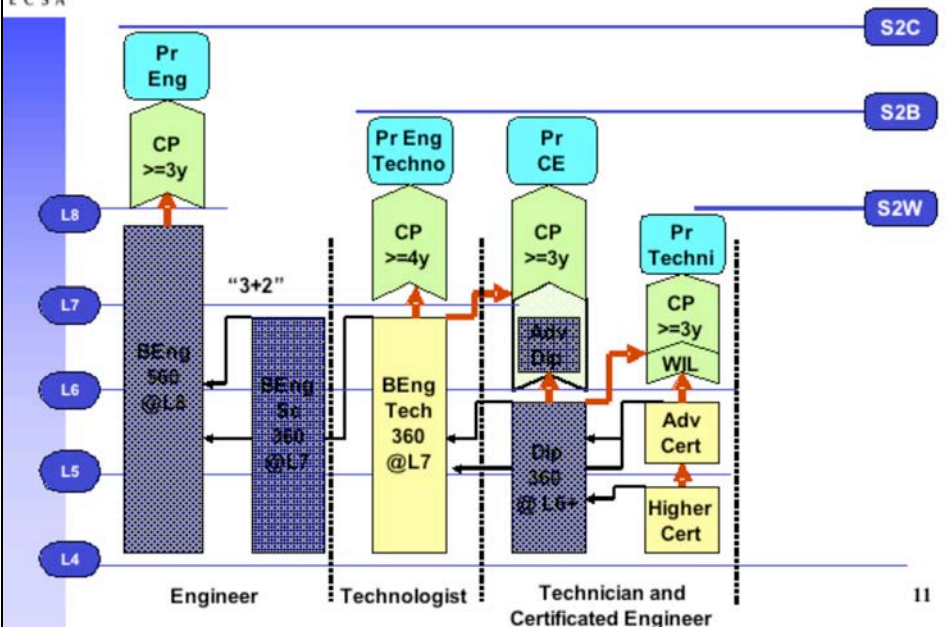 E C S A
S2C
Pr
Eng
S2B
CP
>=3y
Pr Eng
Techno
Pr
CE
S2W
L8
CP
>=4y
CP
>=3y
Pr
Techni
"3+2"
L7
CP
>=3y
WIL
Adv
Dip
BEng
560
@L8
L6
BEng
Sc
360
@L7
BEng
Tech
360
@L7
Adv
Cert
L5
Dip
360
@ L6+
Higher
Cert
L4
Engineer
Technologist
Technician and
Certificated Engineer
11